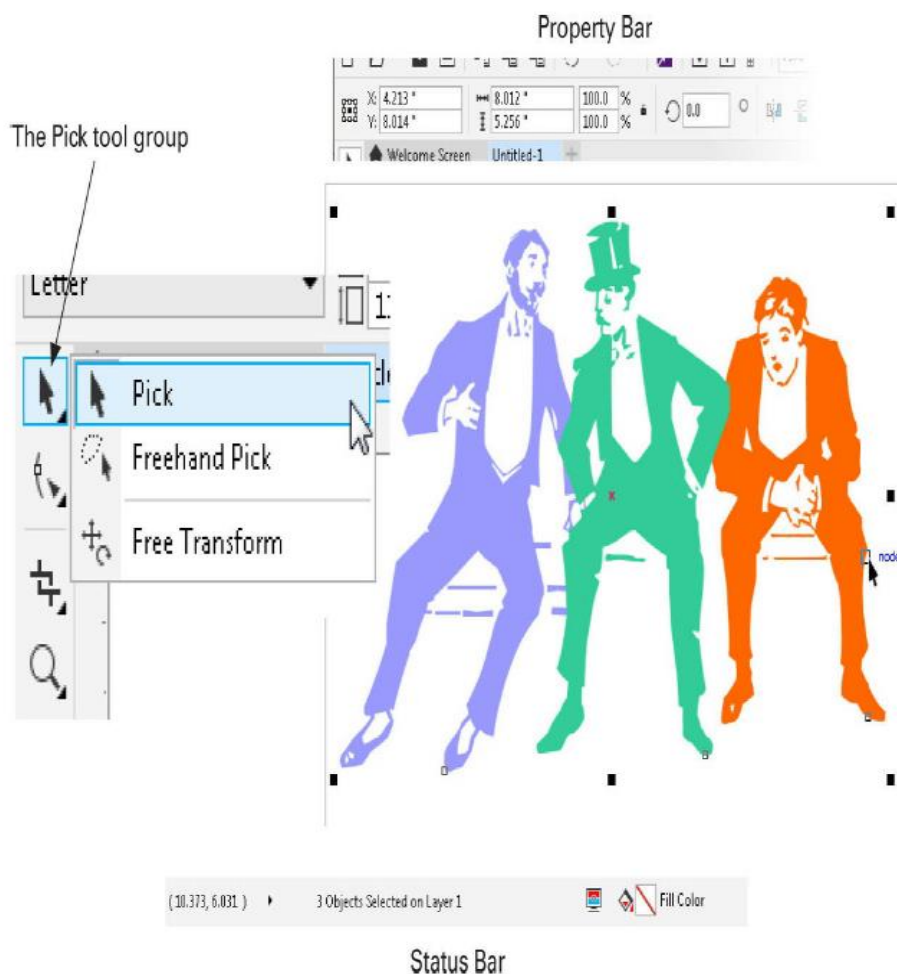 Property Bar
X: 4.213 " 8.012 " 100.0 % 0.0 °
Y: 8.014 " 5.256 " 100.0 %
Welcome Screen Untitled-1 +
The Pick tool group
Letter
Pick
Freehand Pick
Free Transform
x
node
( 10.373, 6.031 ) 3 Objects Selected on Layer 1 Fill Color
Status Bar